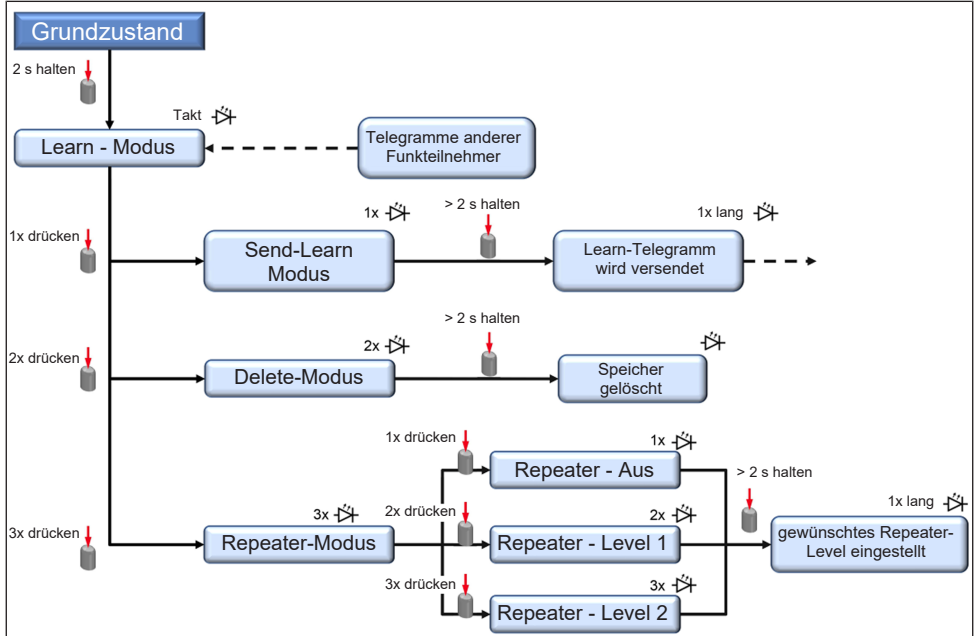 Grundzustand
2 s halten
Takt
Learn - Modus
Telegramme anderer
Funkteilnehmer
1x drücken
Send-Learn
Modus
1x
> 2 s halten
1x lang
Learn-Telegramm
wird versendet
2x drücken
Delete-Modus
2x
> 2 s halten
Speicher
gelöscht
3x drücken
Repeater-Modus
3x
1x drücken
Repeater - Aus
1x
2x drücken
Repeater - Level 1
2x
3x drücken
Repeater - Level 2
3x
> 2 s halten
1x lang
gewünschtes Repeater-
Level eingestellt